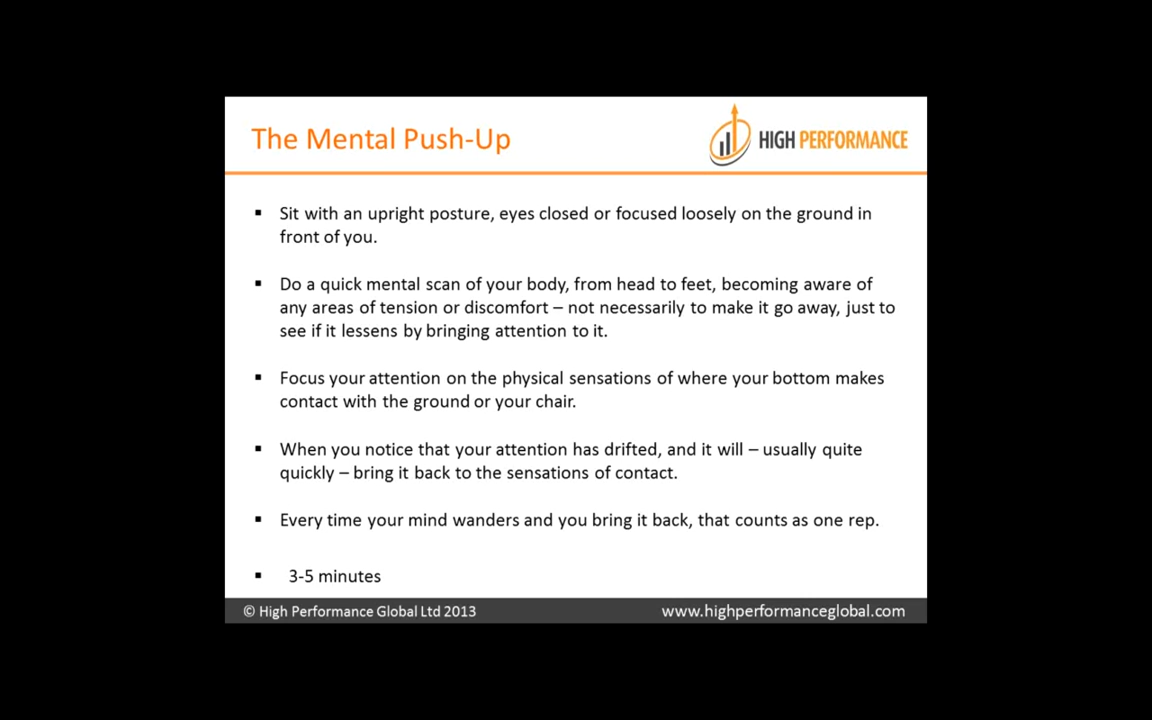 The Mental Push-Up
HIGH PERFORMANCE
▪ Sit with an upright posture, eyes closed or focused loosely on the ground in
front of you.
▪ Do a quick mental scan of your body, from head to feet, becoming aware of
any areas of tension or discomfort – not necessarily to make it go away, just to
see if it lessens by bringing attention to it.
▪ Focus your attention on the physical sensations of where your bottom makes
contact with the ground or your chair.
▪ When you notice that your attention has drifted, and it will – usually quite
quickly – bring it back to the sensations of contact.
▪ Every time your mind wanders and you bring it back, that counts as one rep.
▪ 3-5 minutes
© High Performance Global Ltd 2013
www.highperformanceglobal.com